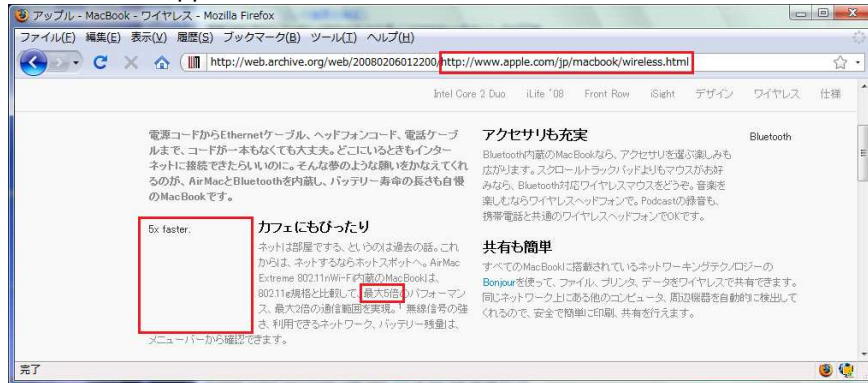 アップル - MacBook - ワイヤレス - Mozilla Firefox
ファイル(F) 編集(E) 表示(V) 履歴(S) ブックマーク(B) ツール(T) ヘルプ(H)
http://web.archive.org/web/20080206012200/http://www.apple.com/jp/macbook/wireless.html
Intel Core 2 Duo iLife '08 Front Row iSight デザイン ワイヤレス 仕様
電源コードからEthernetケーブル、ヘッドフォンコード、電話ケーブ
ルまで、コードが一本もなくても大丈夫。どこにいるときもインター
ネットに接続できたらいいのに。そんな夢のような願いをかなえてくれ
るのが、AirMacとBluetoothを内蔵し、バッテリー寿命の長さも自慢
のMacBookです。
5x faster.
カフェにもぴったり
ネットは部屋でする、というのは過去の話。これ
からは、ネットするならネットスポットへ。AirMac
Extreme 802.11nWi-Fi内蔵のMacBookは、
802.11g規格と比較して、最大5倍のパフォーマン
ス、最大2倍の通信範囲を実現。1 無線信号の強
さ、利用できるネットワーク、バッテリー残量は、
メニューバーから確認できます。
アクセサリも充実
Bluetooth内蔵のMacBookなら、アクセサリを選ぶ楽しみも
広がります。スクロールトラックパッドよりもマウスがお好
みなら、Bluetooth対応ワイヤレスマウスをどうぞ。音楽を
楽しむならワイヤレスヘッドフォンで。Podcastの録音も、
携帯電話と共通のワイヤレスヘッドフォンでOKです。
Bluetooth
共有も簡単
すべてのMacBookに搭載されているネットワーキングテクノロジーの
Bonjourを使って、ファイル、プリンタ、データをワイヤレスで共有できます。
同じネットワーク上にある他のコンピュータ、周辺機器を自動的に検出して
くれるので、安全で簡単に印刷、共有を行えます。
完了